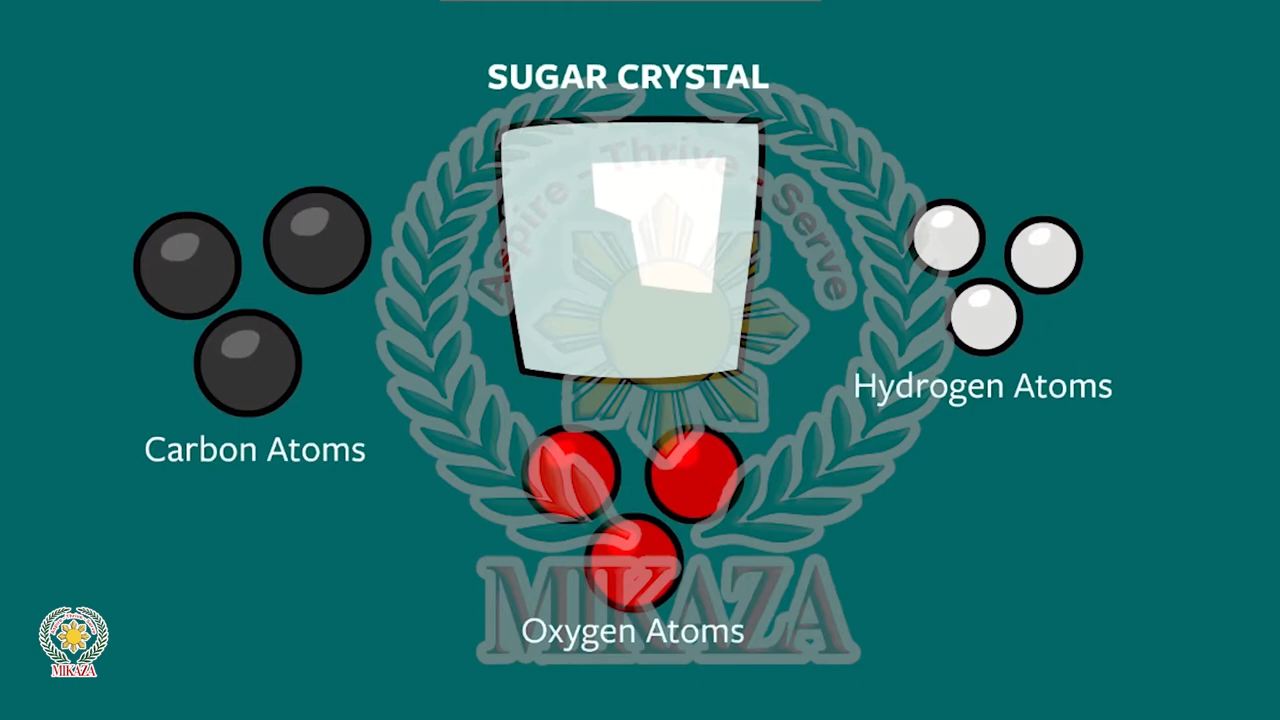 SUGAR CRYSTAL
Aspire - Thrive - Serve
Hydrogen Atoms
Carbon Atoms
Oxygen Atoms
MIKAZA
MIKAZA